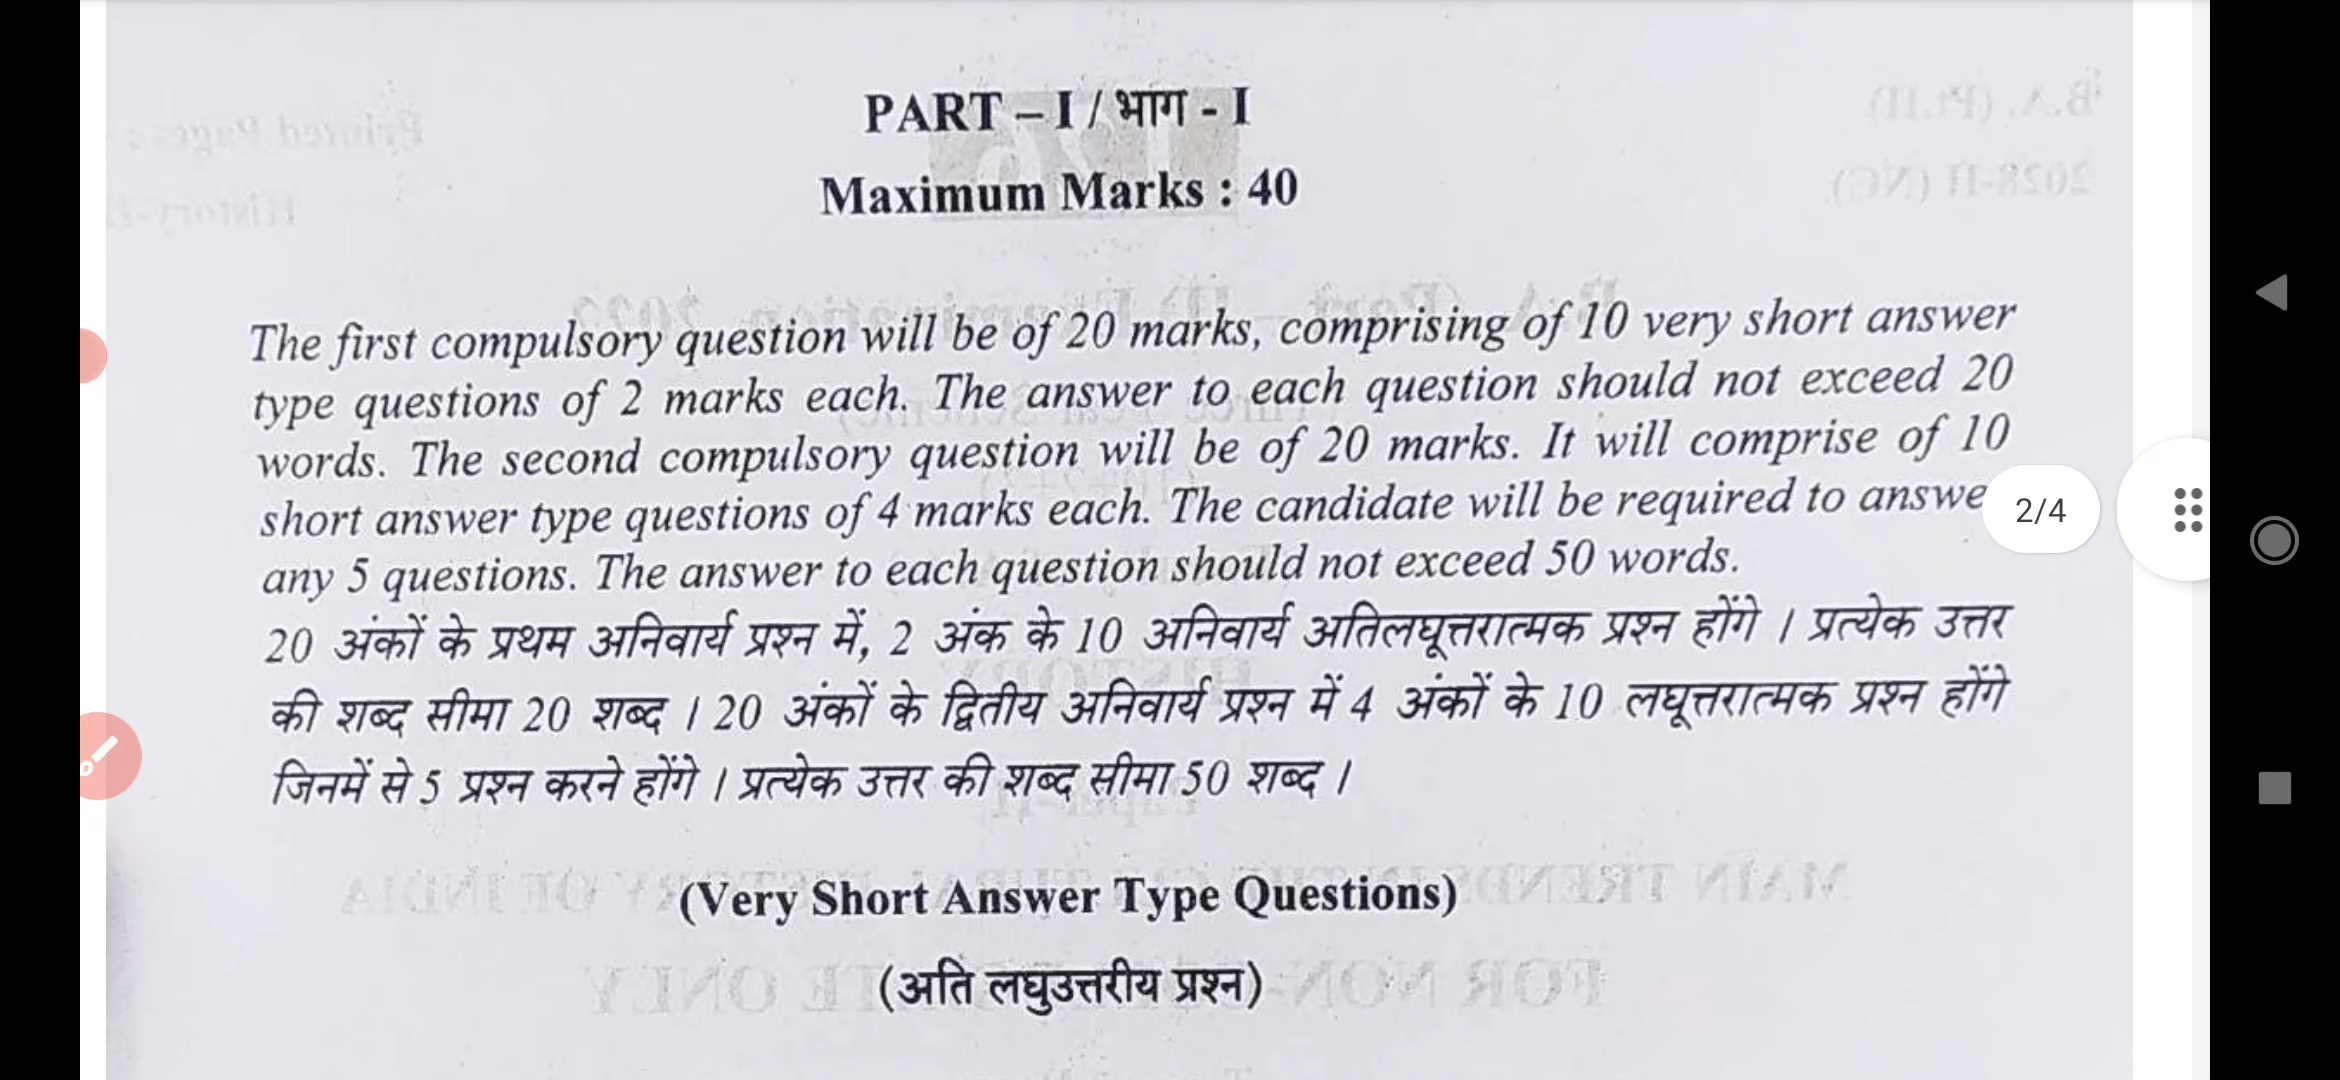 PART – I / भाग - I
Maximum Marks : 40
The first compulsory question will be of 20 marks, comprising of 10 very short answer
type questions of 2 marks each. The answer to each question should not exceed 20
words. The second compulsory question will be of 20 marks. It will comprise of 10
short answer type questions of 4 marks each. The candidate will be required to answe
any 5 questions. The answer to each question should not exceed 50 words.
20 अंकों के प्रथम अनिवार्य प्रश्न में, 2 अंक के 10 अनिवार्य अतिलघूत्तरात्मक प्रश्न होंगे । प्रत्येक उत्तर
की शब्द सीमा 20 शब्द । 20 अंकों के द्वितीय अनिवार्य प्रश्न में 4 अंकों के 10 लघूत्तरात्मक प्रश्न होंगे
जिनमें से 5 प्रश्न करने होंगे । प्रत्येक उत्तर की शब्द सीमा 50 शब्द ।
(Very Short Answer Type Questions)
(अति लघुउत्तरीय प्रश्न)
2/4